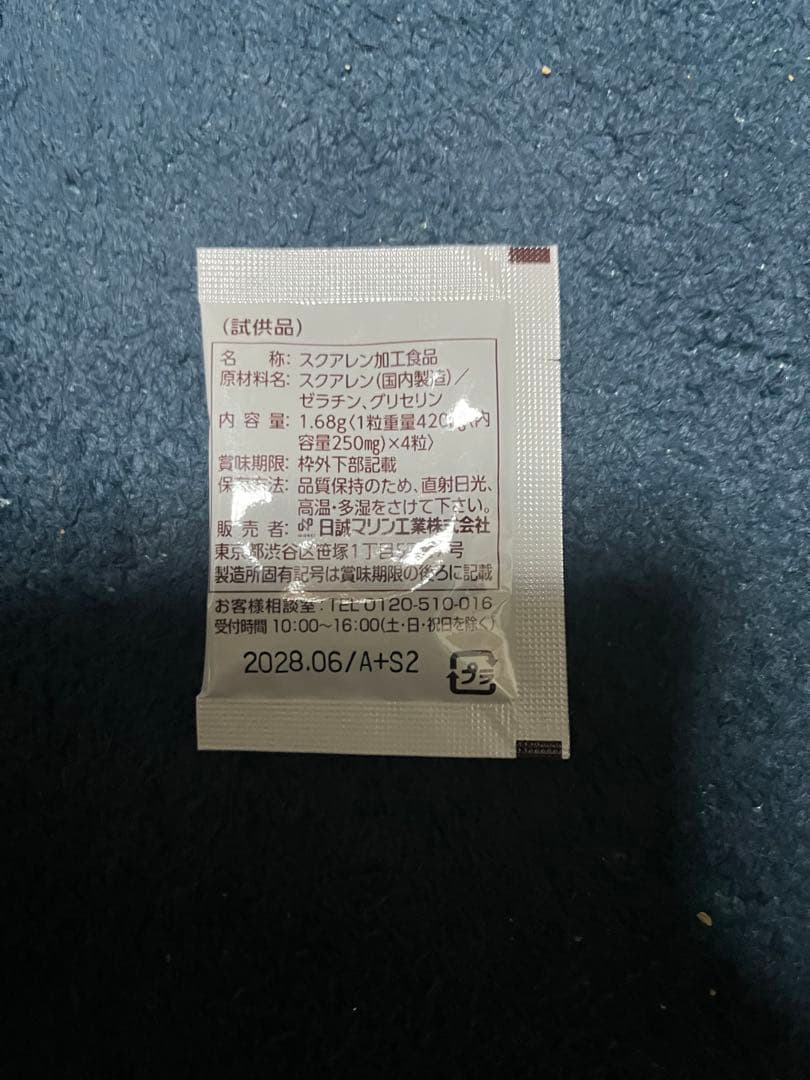 (試供品)
名 称: スクアレン加工食品
原材料名: スクアレン(国内製造)/
ゼラチン、グリセリン
内容量: 1.68g〈1粒重量420 (内
容量250mg)×4粒〉
賞味期限: 枠外下部記載
保存方法: 品質保持のため、直射日光、
高温・多湿をさけて下さい。
販売者: 日誠マリン工業株式会社
東京都渋谷区笹塚1丁目 号
製造所固有記号は賞味期限の後ろに記載
お客様相談室:TEL 0120-510-016
受付時間 10:00~16:00(土・日・祝日を除く)
2028.06/A+S2
プラ